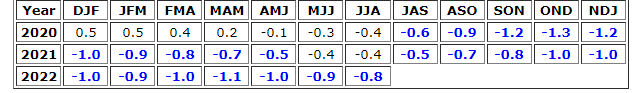 Year DJF JFM FMA MAM AMJ MJJ JJA JAS ASO SON OND NDJ
2020 0.5 0.5 0.4 0.2 -0.1 -0.3 -0.4 -0.6 -0.9 -1.2 -1.3 -1.2
2021 -1.0 -0.9 -0.8 -0.7 -0.5 -0.4 -0.4 -0.5 -0.7 -0.8 -1.0 -1.0
2022 -1.0 -0.9 -1.0 -1.1 -1.0 -0.9 -0.8